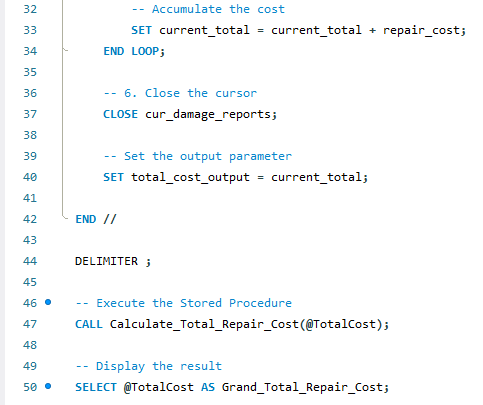 32 -- Accumulate the cost
33 SET current_total = current_total + repair_cost;
34 END LOOP;
35
36 -- 6. Close the cursor
37 CLOSE cur_damage_reports;
38
39 -- Set the output parameter
40 SET total_cost_output = current_total;
41
42 END //
43
44 DELIMITER ;
45
46 -- Execute the Stored Procedure
47 CALL Calculate_Total_Repair_Cost(@TotalCost);
48
49 -- Display the result
50 SELECT @TotalCost AS Grand_Total_Repair_Cost;